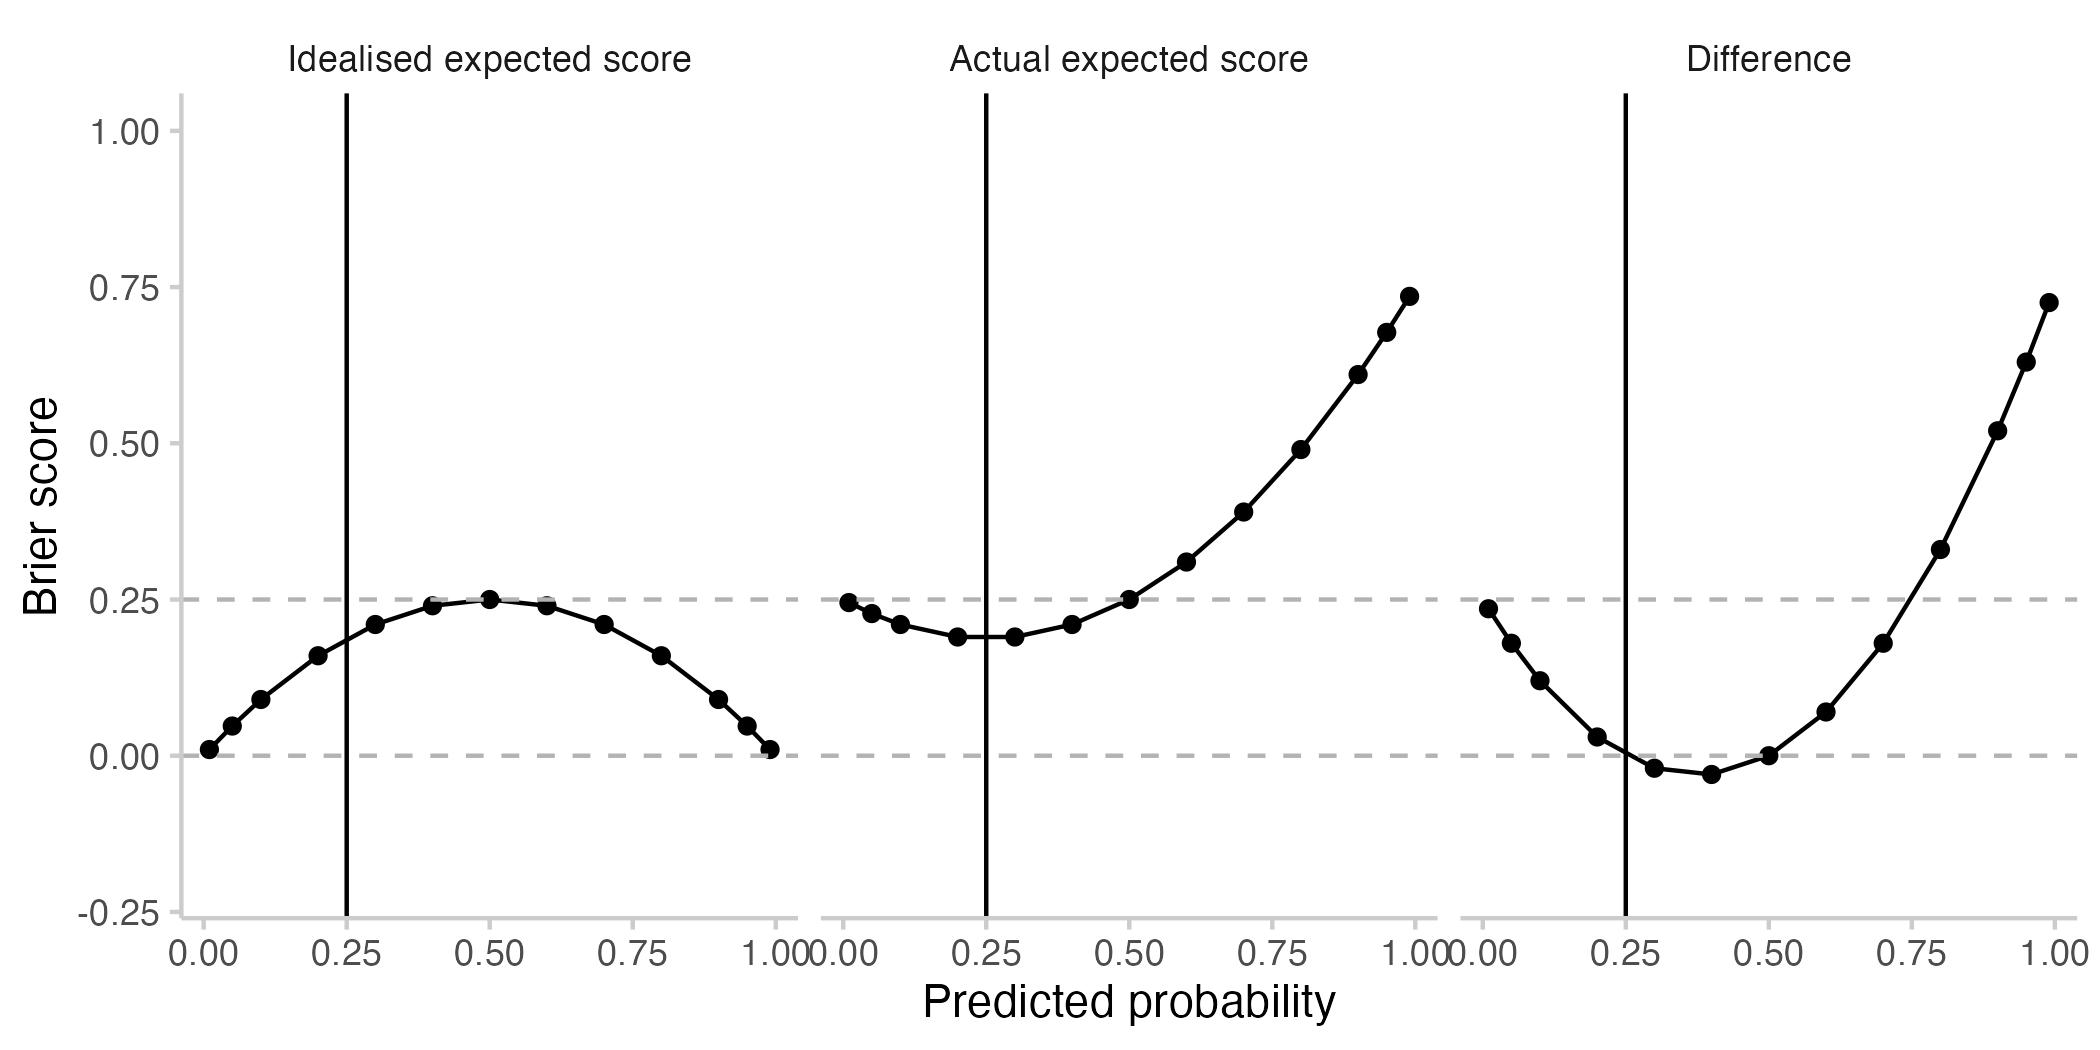 Idealised expected score
Actual expected score
Difference
Brier score
1.00
0.75
0.50
0.25
0.00
-0.25
0.00 0.25 0.50 0.75 1.00
0.00 0.25 0.50 0.75 1.00
0.00 0.25 0.50 0.75 1.00
Predicted probability